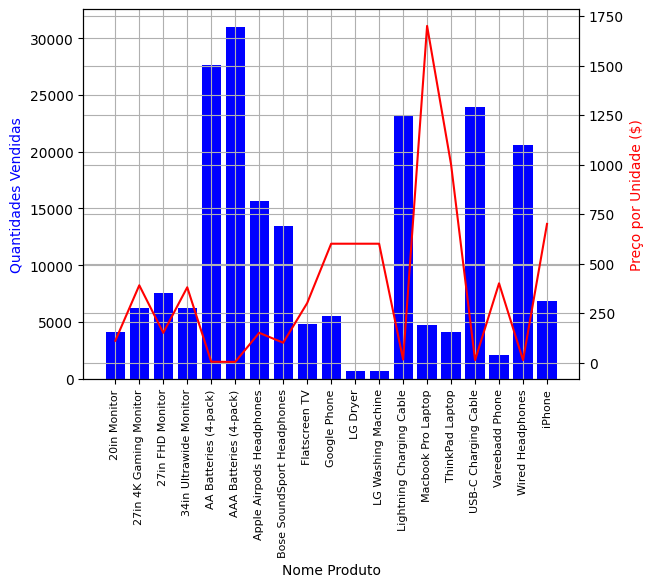 30000
25000
20000
15000
10000
5000
0
Quantidades Vendidas
1750
1500
1250
1000
750
500
250
0
Preço por Unidade ($)
20in Monitor
27in 4K Gaming Monitor
27in FHD Monitor
34in Ultrawide Monitor
AA Batteries (4-pack)
AAA Batteries (4-pack)
Apple Airpods Headphones
Bose SoundSport Headphones
Flatscreen TV
Google Phone
LG Dryer
LG Washing Machine
Lightning Charging Cable
Macbook Pro Laptop
ThinkPad Laptop
USB-C Charging Cable
Vareebadd Phone
Wired Headphones
iPhone
Nome Produto